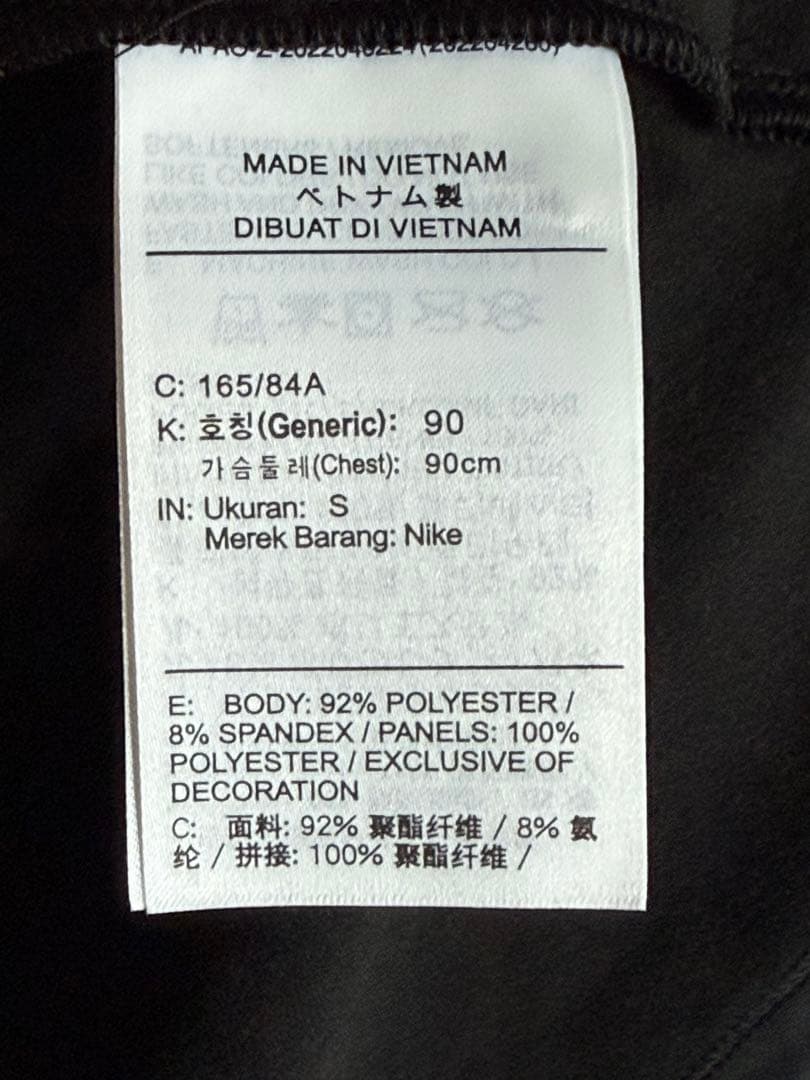 MADE IN VIETNAM
ベトナム製
DIBUAT DI VIETNAM
C: 165/84A
K: 호칭(Generic): 90
가슴둘레(Chest): 90cm
IN: Ukuran: S
Merek Barang: Nike
E: BODY: 92% POLYESTER /
8% SPANDEX / PANELS: 100%
POLYESTER / EXCLUSIVE OF
DECORATION
C: 面料: 92% 聚酯纤维 / 8% 氨
纶 / 拼接: 100% 聚酯纤维 /